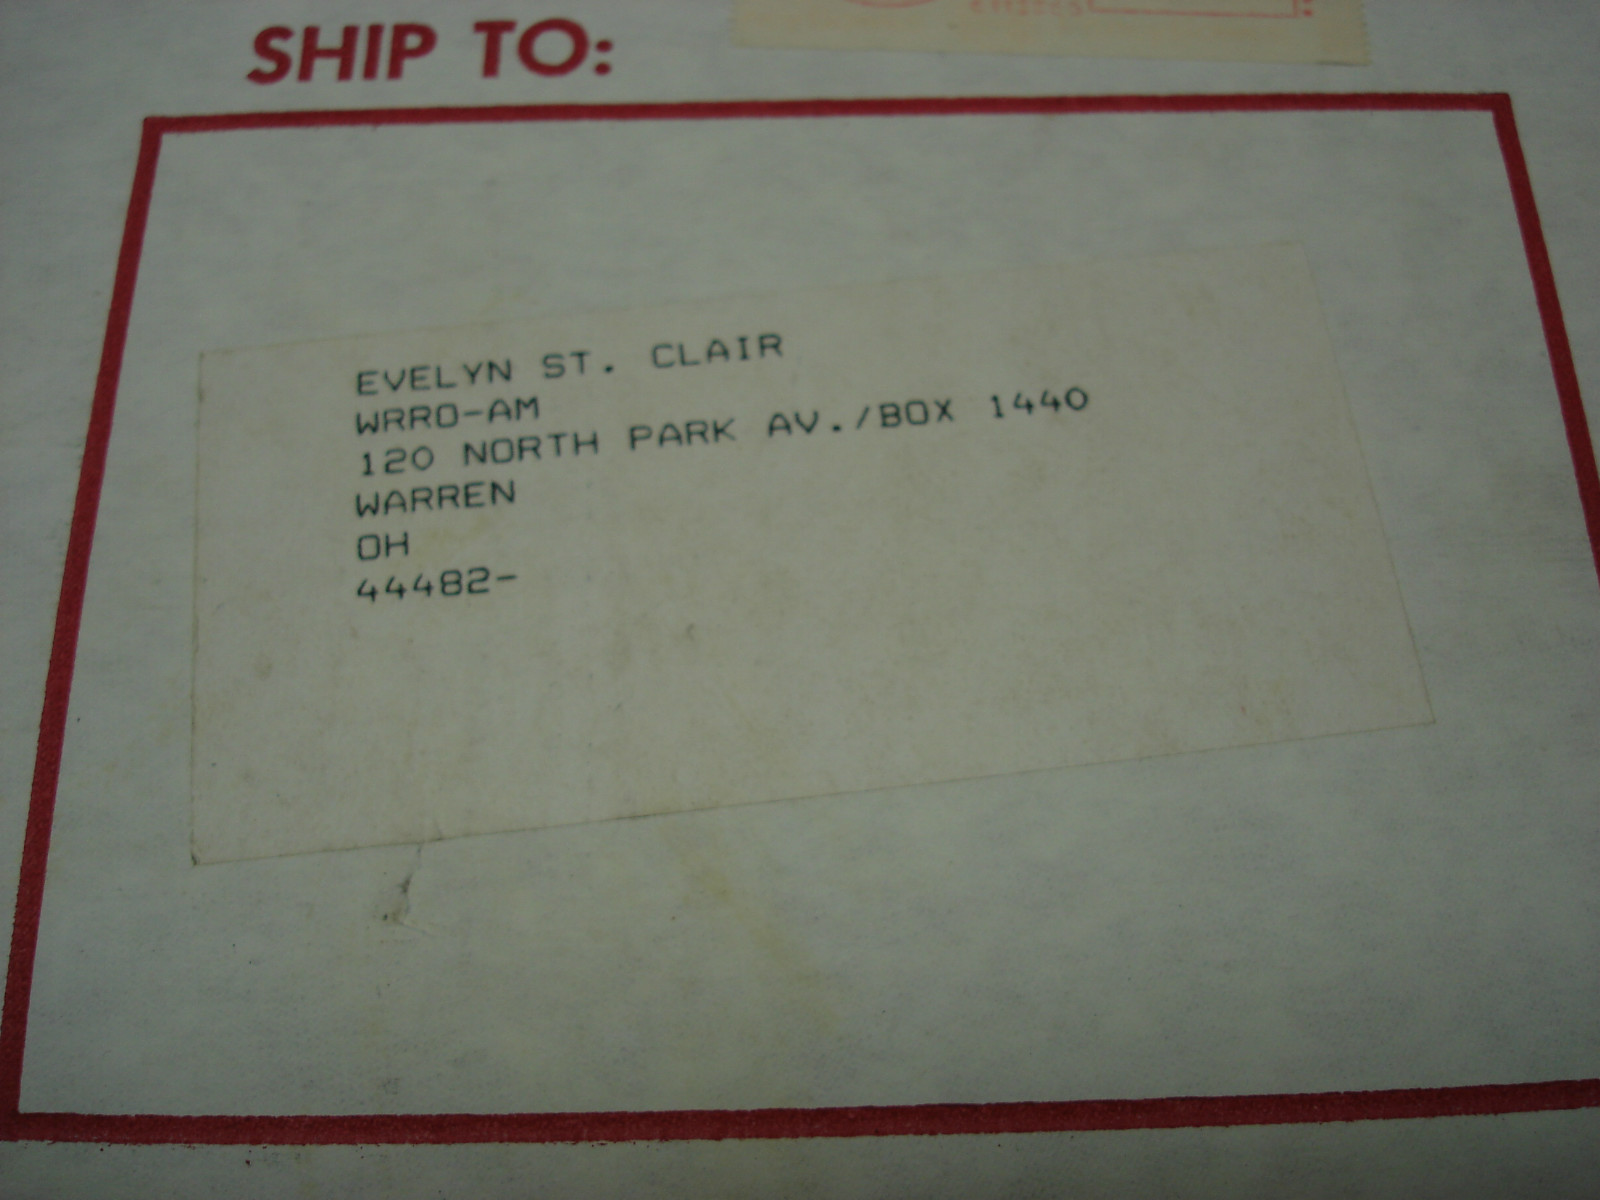 SHIP TO:
EVELYN ST. CLAIR
WRRO-AM
120 NORTH PARK AV./BOX 1440
WARREN
OH
44482-